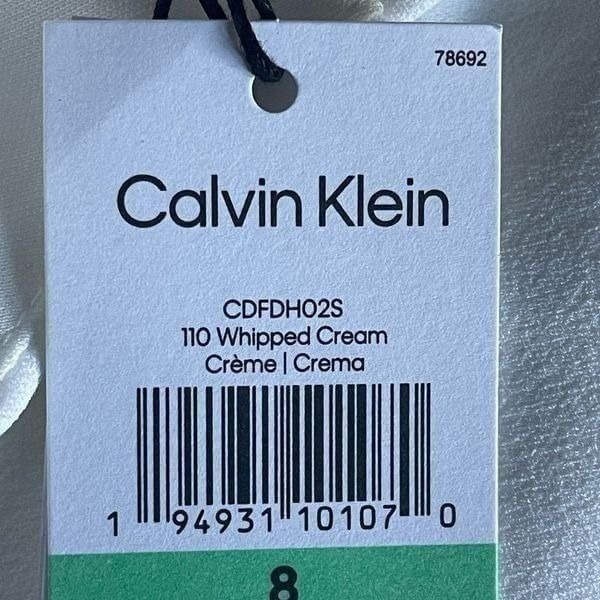 78692
Calvin Klein
CDFDH02S
110 Whipped Cream
Crème | Crema
1 94931 10107 0
8